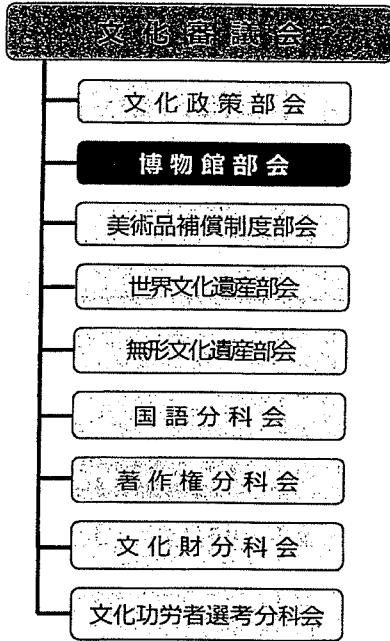 文化審議会
文化政策部会
博物館部会
美術品補償制度部会
世界文化遺産部会
無形文化遺産部会
国語分科会
著作権分科会
文化財分科会
文化功労者選考分科会